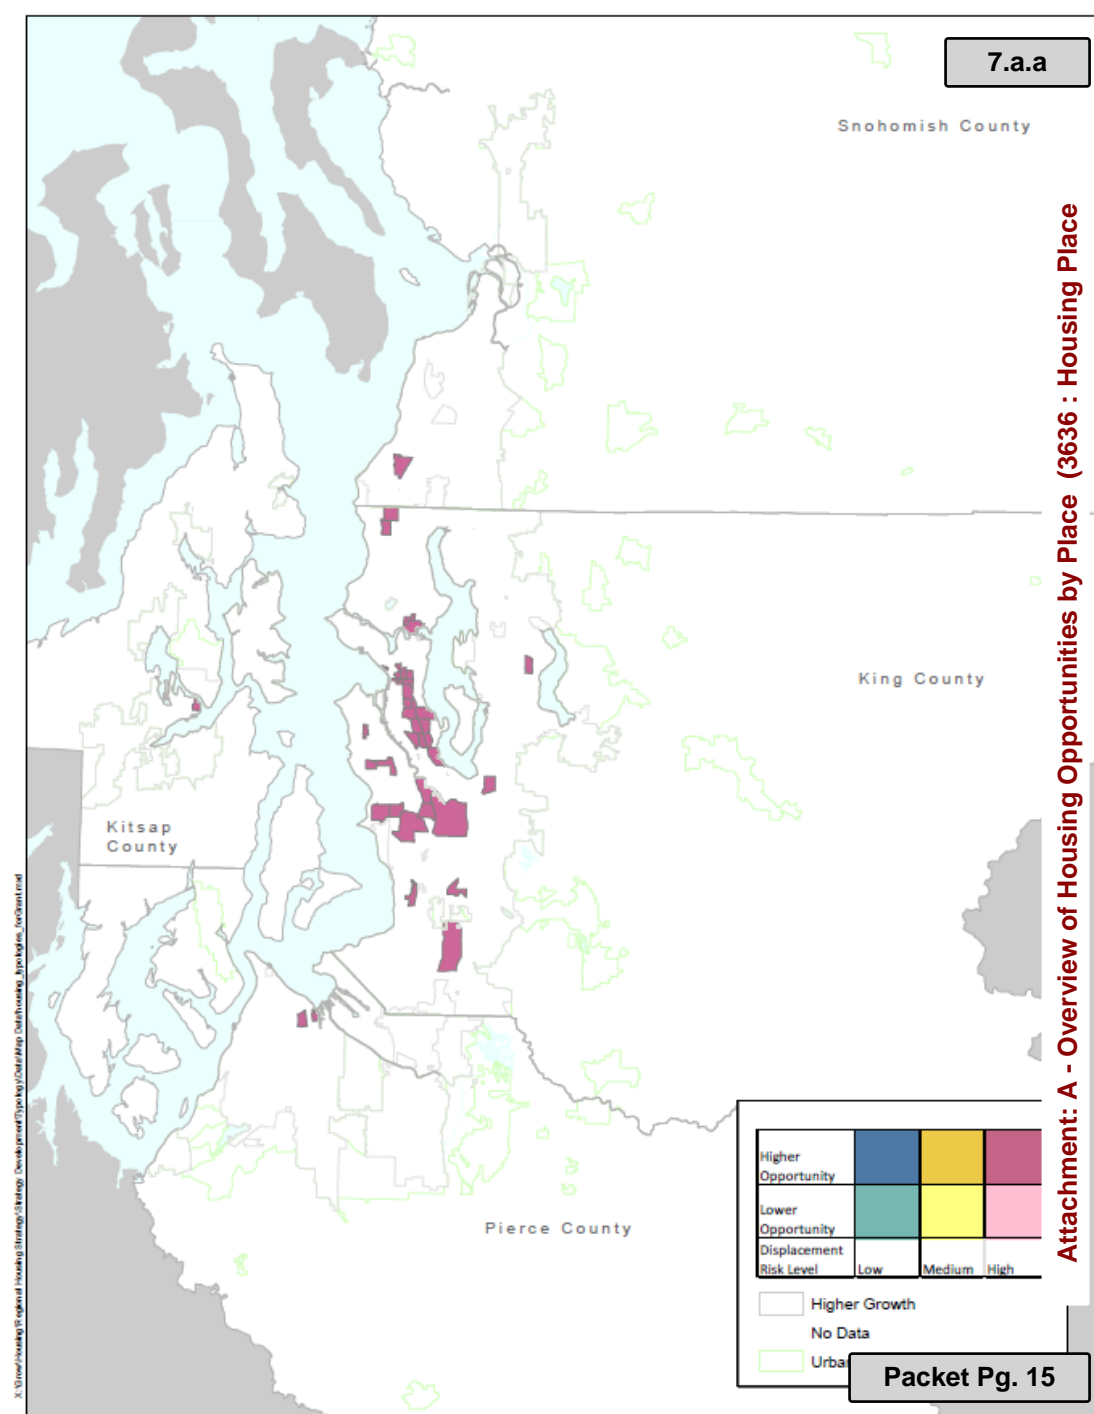 7.a.a
Snohomish County
King County
Kitsap
County
Pierce County
Higher
Opportunity
Lower
Opportunity
Displacement
Risk Level
Low
Medium
High
Higher Growth
No Data
Packet Pg. 15
Attachment: A - Overview of Housing Opportunities by Place (3636 : Housing Place